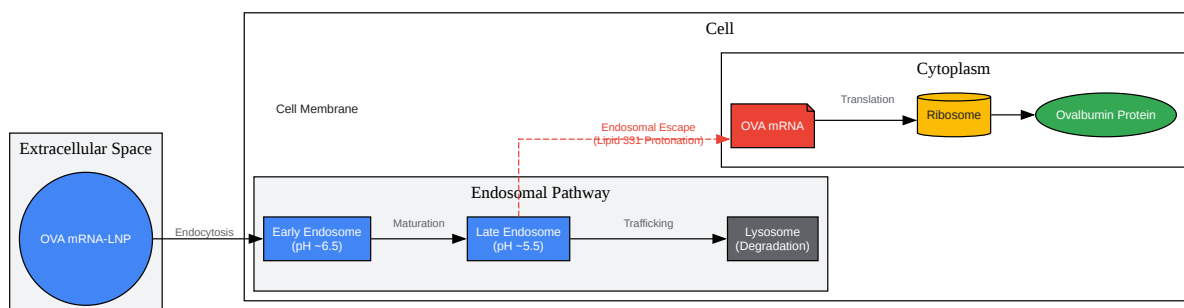 Cell
Cytoplasm
Cell Membrane
Translation
OVA mRNA
Ribosome
Ovalbumin Protein
Endosomal Escape
(Lipid 331 Protonation)
Extracellular Space
OVA mRNA-LNP
Endocytosis
Endosomal Pathway
Early Endosome
(pH ~6.5)
Maturation
Late Endosome
(pH ~5.5)
Trafficking
Lysosome
(Degradation)